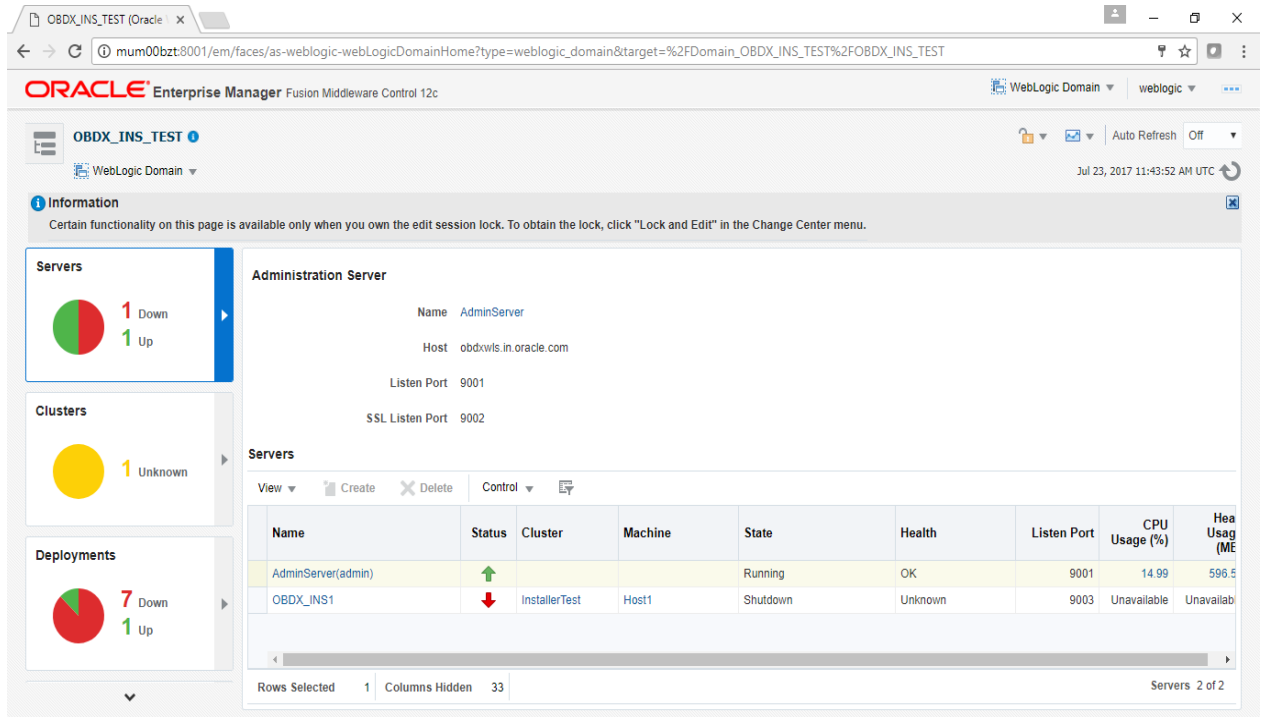 OBDX_INS_TEST (Oracle
mum00bzt:8001/em/faces/as-weblogic-webLogicDomainHome?type=weblogic_domain&target=%2FDomain_OBDX_INS_TEST%2FOBDX_INS_TEST
ORACLE Enterprise Manager Fusion Middleware Control 12c
WebLogic Domain weblogic
OBDX_INS_TEST
Auto Refresh Off
WebLogic Domain
Jul 23, 2017 11:43:52 AM UTC
Information
Certain functionality on this page is available only when you own the edit session lock. To obtain the lock, click "Lock and Edit" in the Change Center menu.
Servers
1 Down
1 Up
Clusters
1 Unknown
Deployments
7 Down
1 Up
Administration Server
Name AdminServer
Host obdxwls.in.oracle.com
Listen Port 9001
SSL Listen Port 9002
Servers
View Create Delete Control
Name Status Cluster Machine State Health Listen Port CPU Usage (%) Hea Usag (ME
AdminServer(admin) Running OK 9001 14.99 596.5
OBDX_INS1 InstallerTest Host1 Shutdown Unknown 9003 Unavailable Unavailab
Rows Selected 1 Columns Hidden 33
Servers 2 of 2